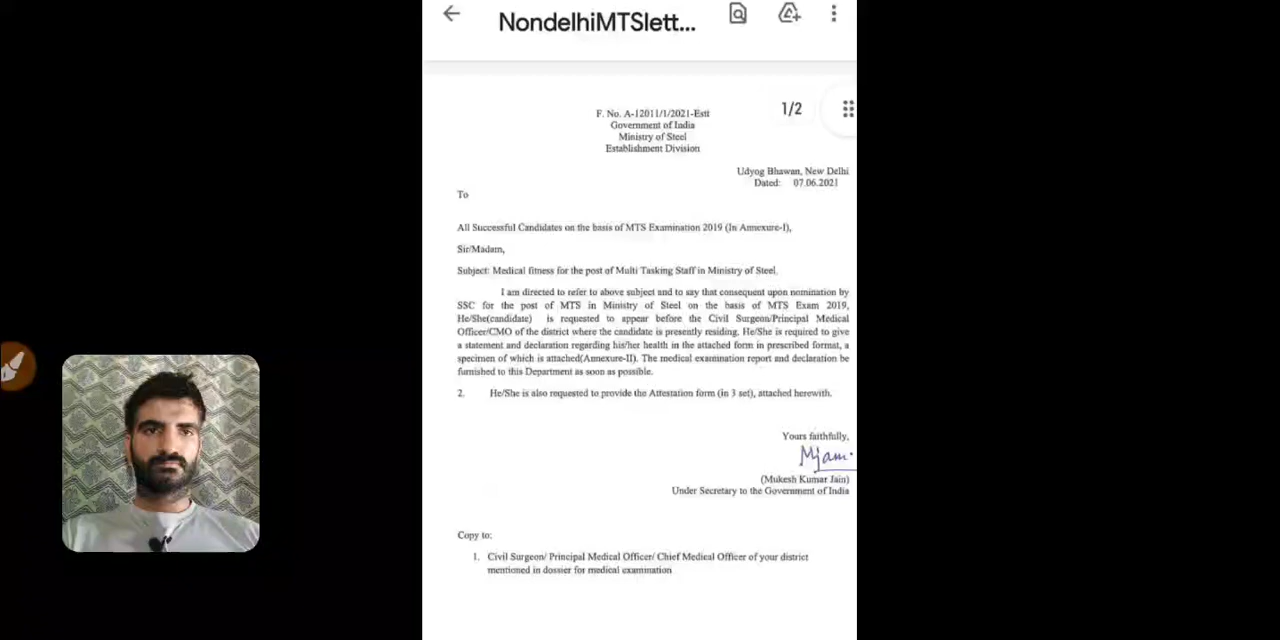 NondelhiMTSlett...
1/2
F. No. A-12011/1/2021-Estt
Government of India
Ministry of Steel
Establishment Division
Udyog Bhawan, New Delhi
Dated: 07.06.2021
To
All Successful Candidates on the basis of MTS Examination 2019 (In Annexure-I),
Sir/Madam,
Subject: Medical fitness for the post of Multi Tasking Staff in Ministry of Steel.
I am directed to refer to above subject and to say that consequent upon nomination by
SSC for the post of MTS in Ministry of Steel on the basis of MTS Exam 2019,
He/She(candidate) is requested to appear before the Civil Surgeon/Principal Medical
Officer/CMO of the district where the candidate is presently residing. He/She is required to give
a statement and declaration regarding his/her health in the attached form in prescribed format, a
specimen of which is attached(Annexure-II). The medical examination report and declaration be
furnished to this Department as soon as possible.
2. He/She is also requested to provide the Attestation form (in 3 set), attached herewith.
Yours faithfully,
(Mukesh Kumar Jain)
Under Secretary to the Government of India
Copy to:
1. Civil Surgeon/ Principal Medical Officer/ Chief Medical Officer of your district
mentioned in dossier for medical examination